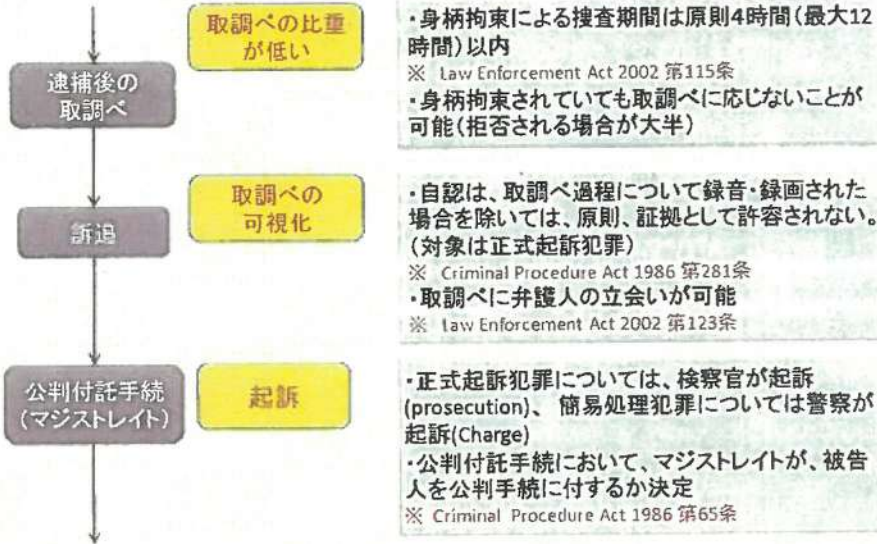 取調べの比重
が低い
・身柄拘束による捜査期間は原則4時間(最大12
時間)以内
※ Law Enforcement Act 2002 第115条
・身柄拘束されていても取調べに応じないことが
可能(拒否される場合が大半)
逮捕後の
取調べ
取調べの
可視化
・自認は、取調べ過程について録音・録画された
場合を除いては、原則、証拠として許容されない。
(対象は正式起訴犯罪)
※ Criminal Procedure Act 1986 第281条
・取調べに弁護人の立会いが可能
※ Law Enforcement Act 2002 第123条
訴追
公判付託手続
(マジストレイト)
起訴
・正式起訴犯罪については、検察官が起訴
(prosecution)、簡易処理犯罪については警察が
起訴(Charge)
・公判付託手続において、マジストレイトが、被告
人を公判手続に付するか決定
※ Criminal Procedure Act 1986 第65条